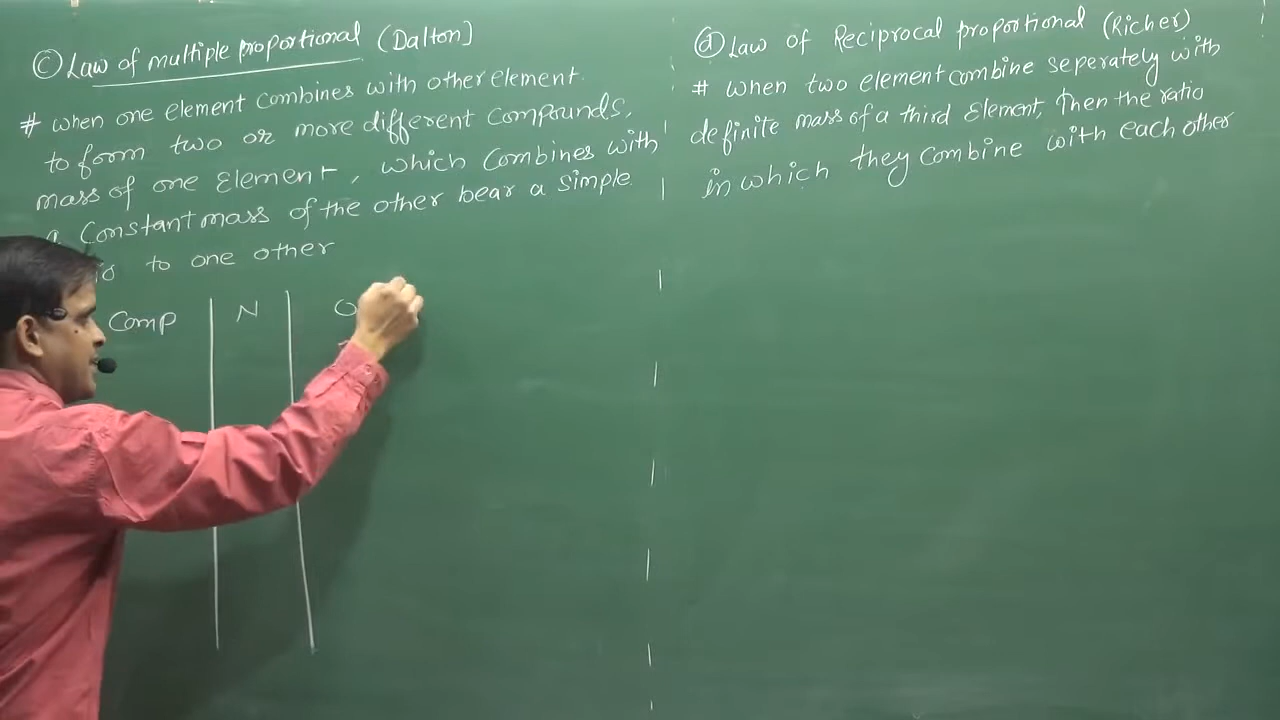 (C) Law of multiple proportional (Dalton)
# when one element combines with other element
to form two or more different compounds,
mass of one Element, which combines with
a constant mass of the other bear a simple
to one other
Comp N O
(d) Law of Reciprocal proportional (Richer)
# when two element combine seperately with
definite mass of a third Element, then the ratio
in which they combine with each other